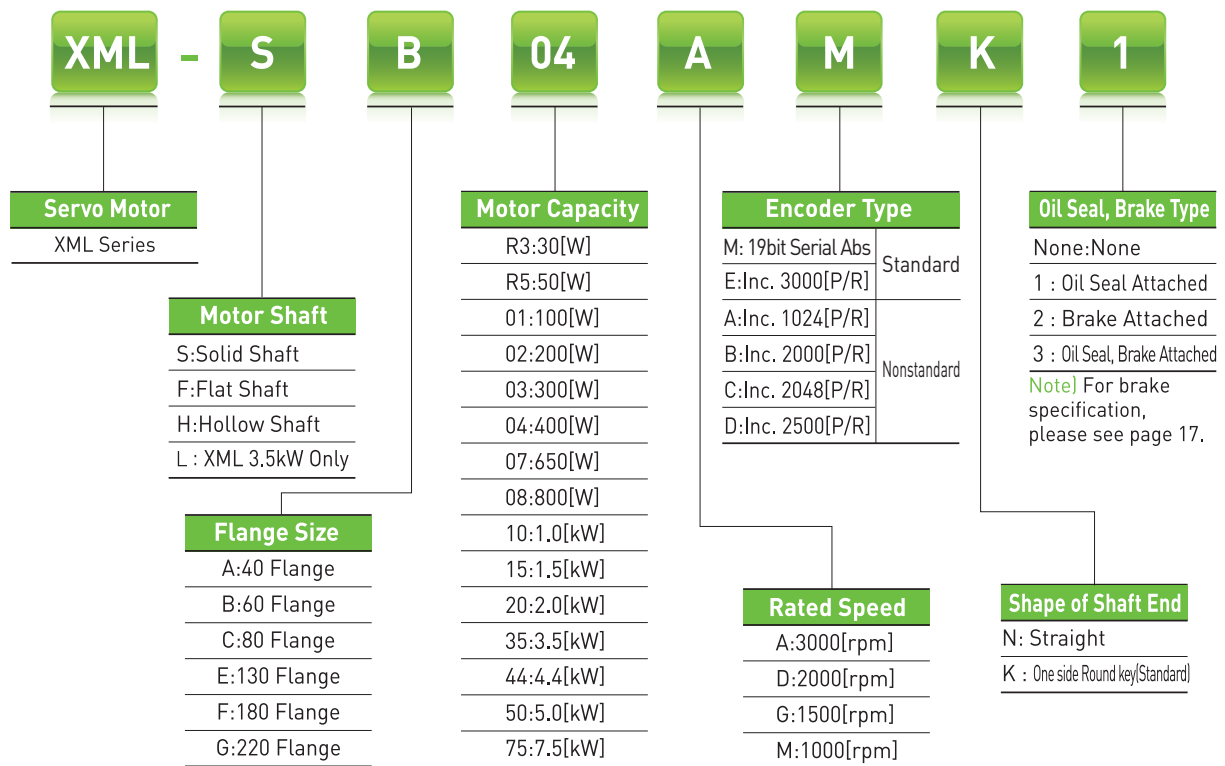 XML - S B 04 A M K 1
Servo Motor
XML Series
Motor Shaft
S:Solid Shaft
F:Flat Shaft
H:Hollow Shaft
L : XML 3.5kW Only
Flange Size
A:40 Flange
B:60 Flange
C:80 Flange
E:130 Flange
F:180 Flange
G:220 Flange
Motor Capacity
R3:30[W]
R5:50[W]
01:100[W]
02:200[W]
03:300[W]
04:400[W]
07:650[W]
08:800[W]
10:1.0[kW]
15:1.5[kW]
20:2.0[kW]
35:3.5[kW]
44:4.4[kW]
50:5.0[kW]
75:7.5[kW]
Rated Speed
A:3000[rpm]
D:2000[rpm]
G:1500[rpm]
M:1000[rpm]
Encoder Type
M: 19bit Serial Abs
E:Inc. 3000[P/R]
Standard
A:Inc. 1024[P/R]
B:Inc. 2000[P/R]
C:Inc. 2048[P/R]
D:Inc. 2500[P/R]
Nonstandard
Shape of Shaft End
N: Straight
K : One side Round key(Standard)
Oil Seal, Brake Type
None:None
1 : Oil Seal Attached
2 : Brake Attached
3 : Oil Seal, Brake Attached
Note) For brake
specification,
please see page 17.